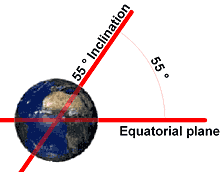 55 ° Inclination
55 °
Equatorial plane